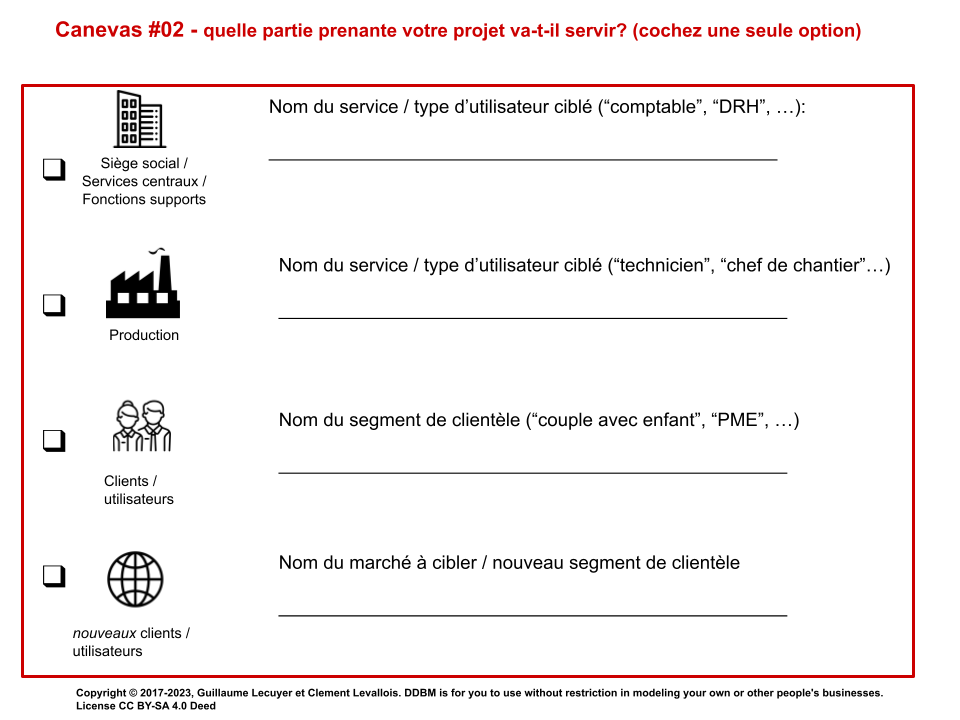 Canevas #02 - quelle partie prenante votre projet va-t-il servir? (cochez une seule option)
Nom du service / type d’utilisateur ciblé (“comptable”, “DRH”, …):
Siège social /
Services centraux /
Fonctions supports
Nom du service / type d’utilisateur ciblé (“technicien”, “chef de chantier”…)
Production
Nom du segment de clientèle (“couple avec enfant”, “PME”, …)
Clients /
utilisateurs
Nom du marché à cibler / nouveau segment de clientèle
nouveaux clients /
utilisateurs
Copyright © 2017-2023, Guillaume Lecuyer et Clement Levallois. DDBM is for you to use without restriction in modeling your own or other people's businesses.
License CC BY-SA 4.0 Deed